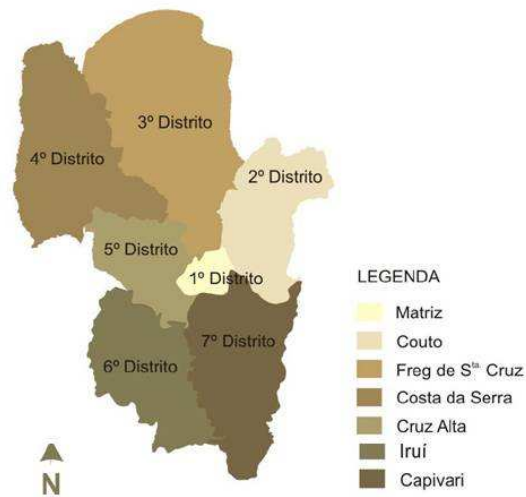 3º Distrito
4º Distrito
2º Distrito
5º Distrito
1º Distrito
LEGENDA
Matriz
Couto
7º Distrito
6º Distrito
Freg de Sta Cruz
Costa da Serra
Cruz Alta
Iruí
Capivari
N